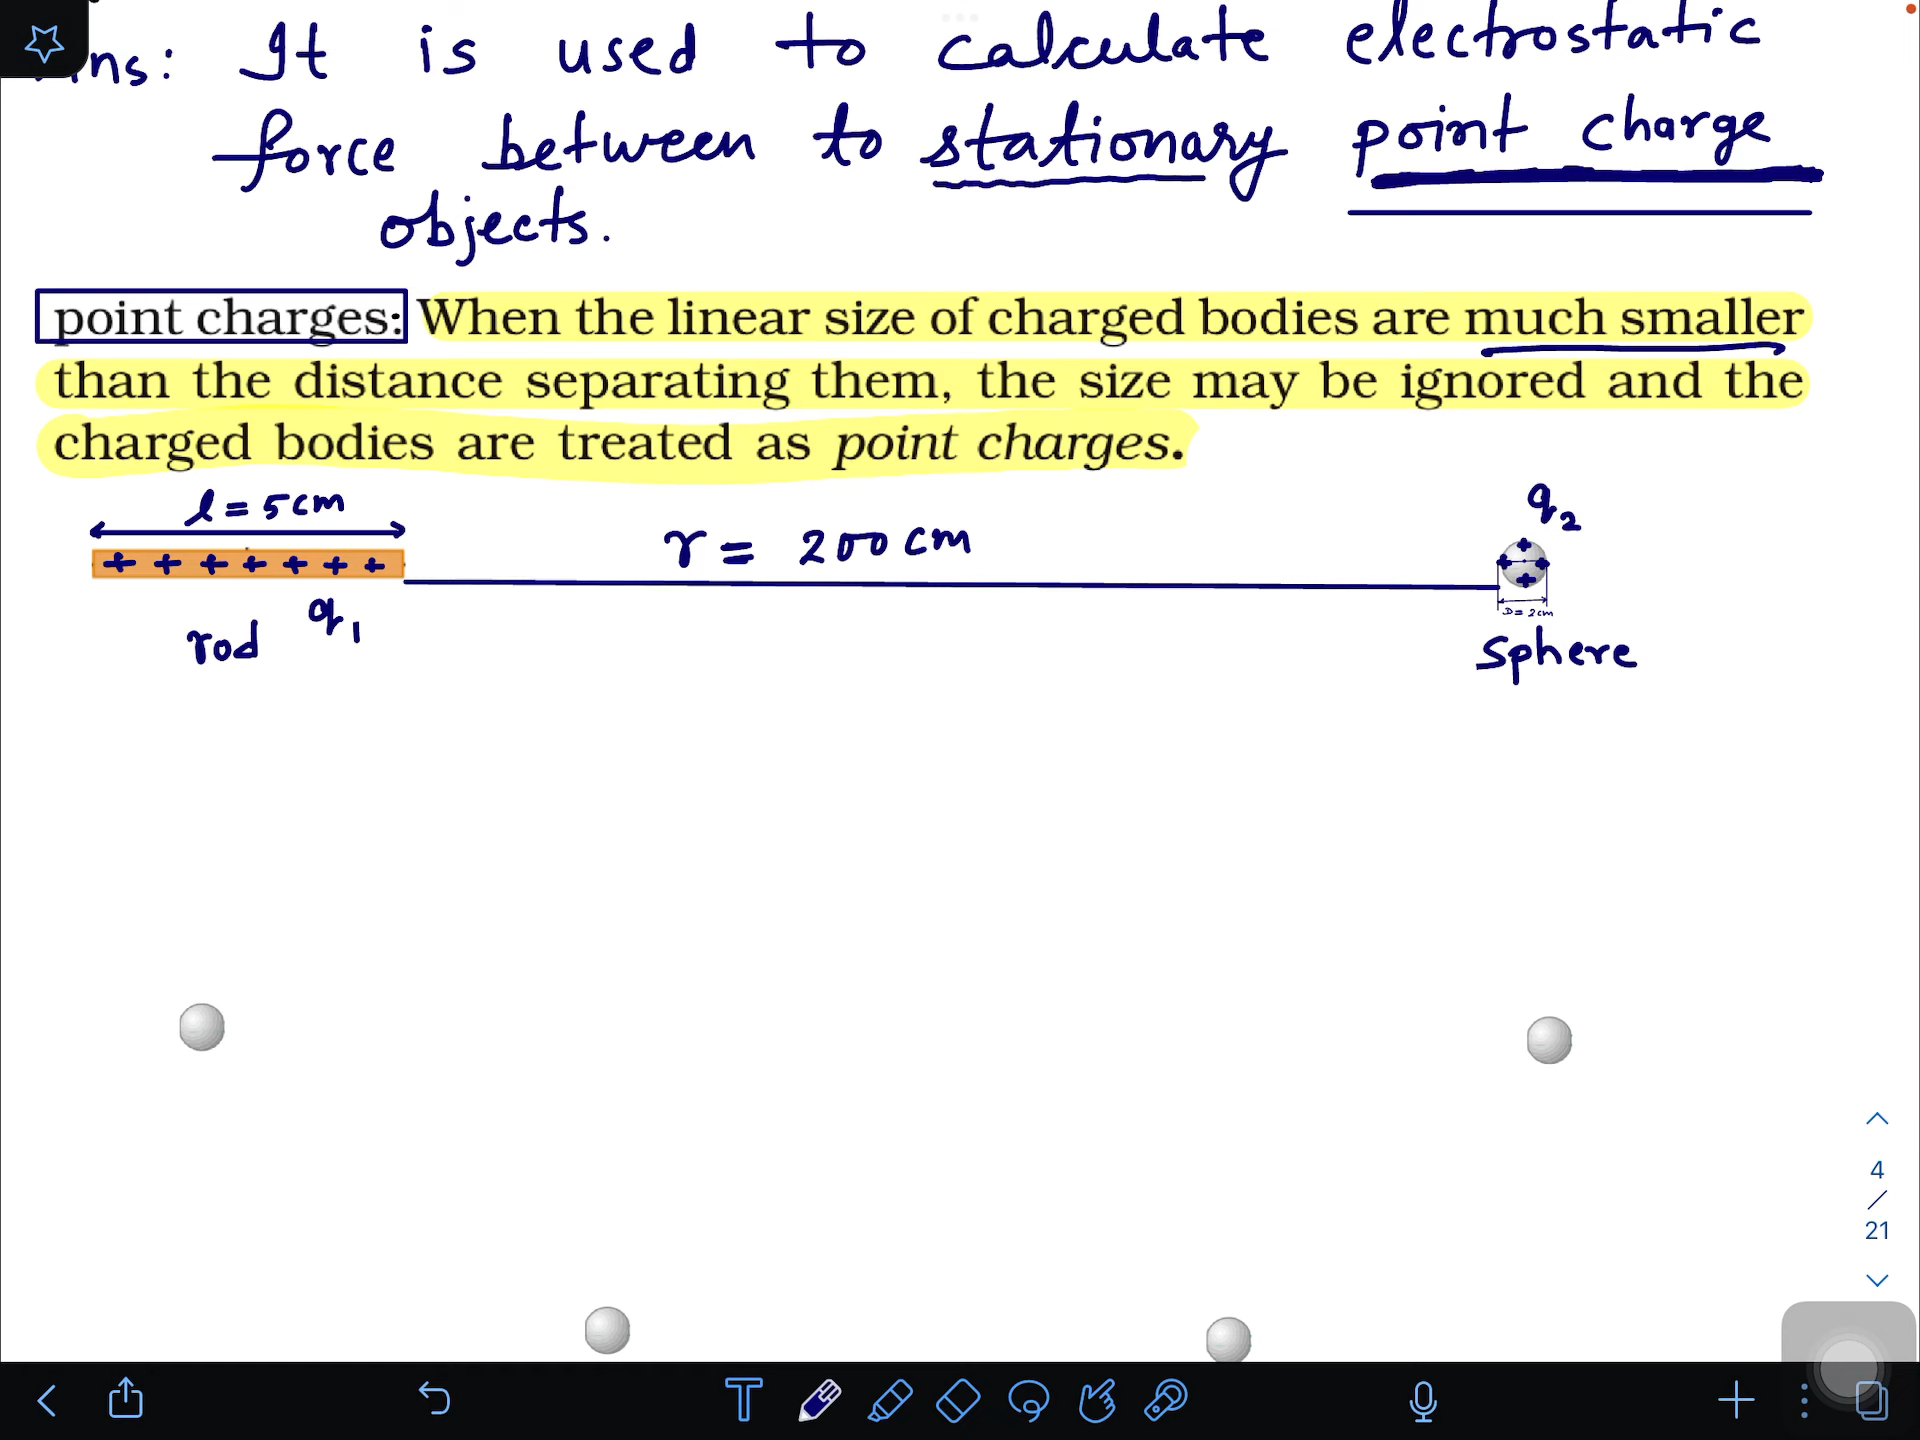 Ans: It is used to calculate electrostatic
force between to stationary point charge
objects.
point charges: When the linear size of charged bodies are much smaller
than the distance separating them, the size may be ignored and the
charged bodies are treated as point charges.
l = 5cm
r = 200 cm
q2
+ + + + + + +
+ + + +
D = 2cm
rod q1
Sphere
4
/
21
T